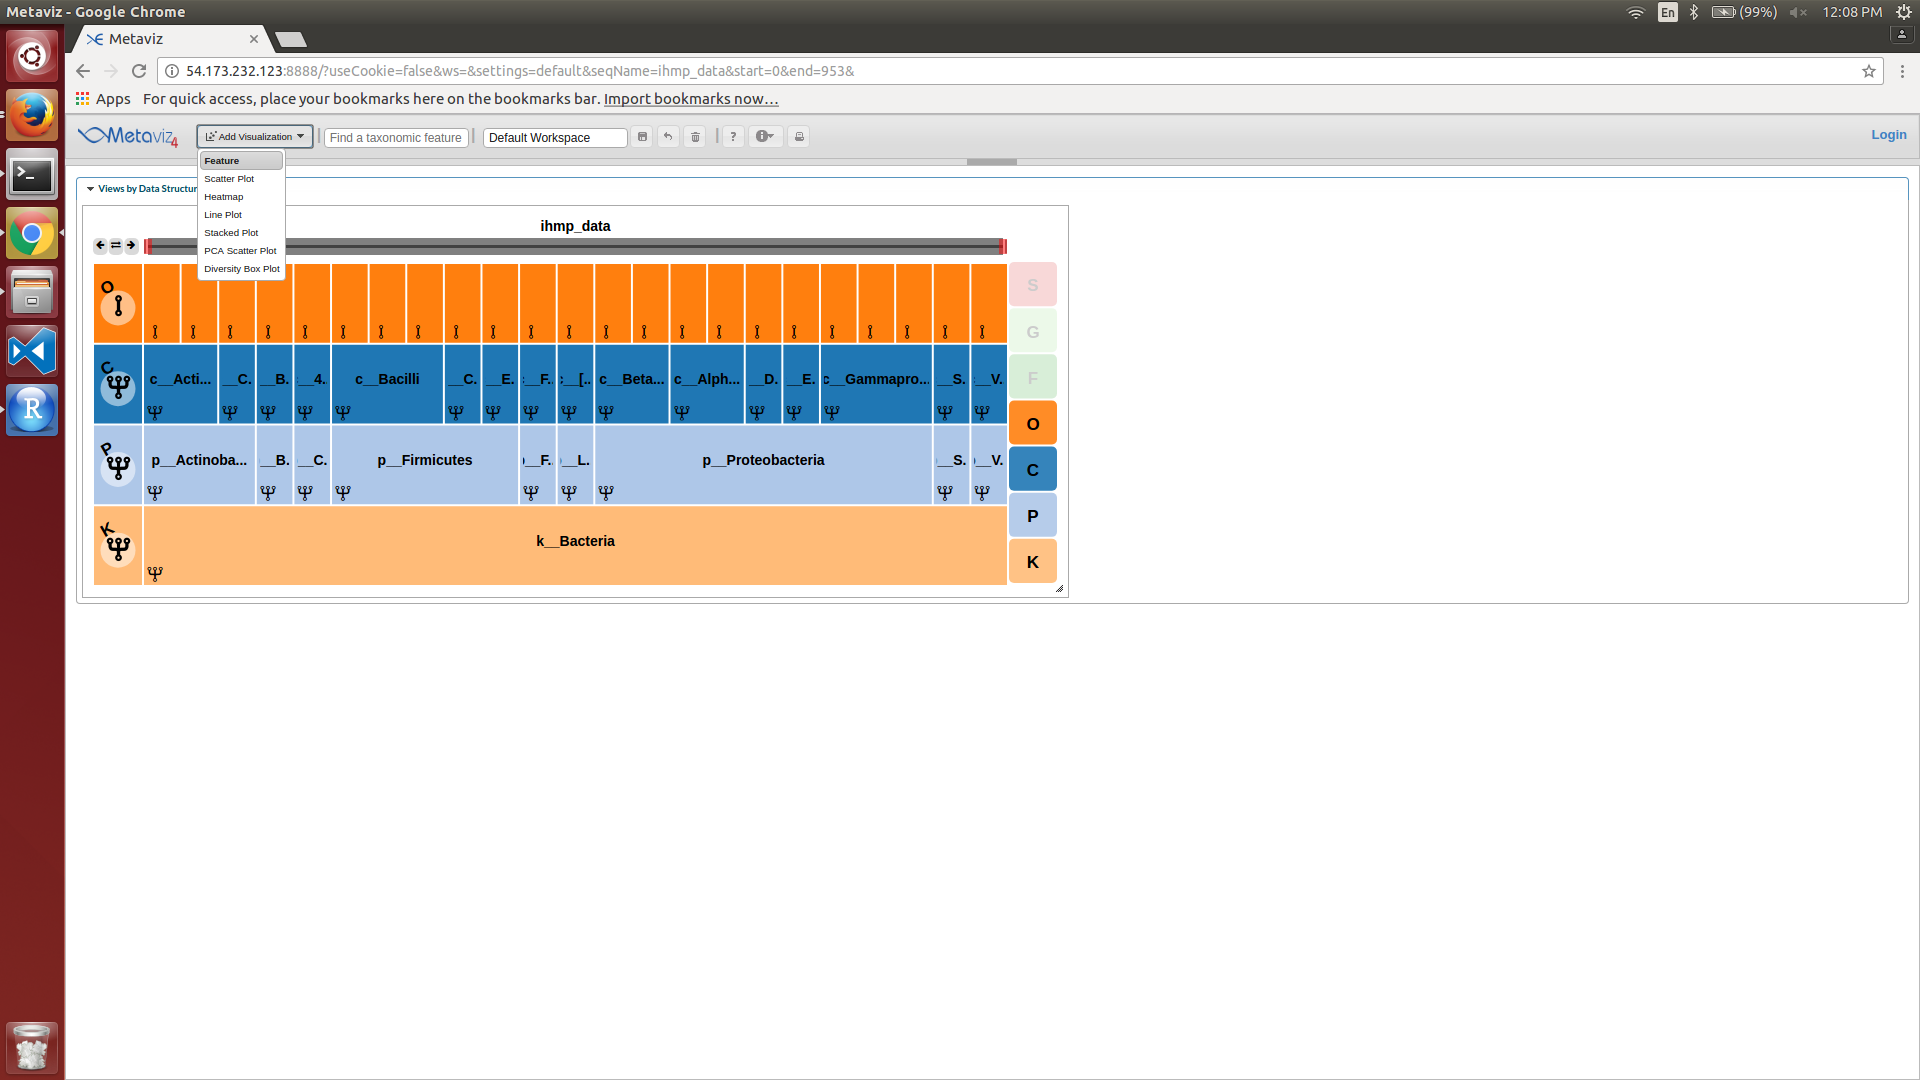 Metaviz - Google Chrome
En
(99%)
12:08 PM
Metaviz
54.173.232.123:8888/?useCookie=false&ws=&settings=default&seqName=ihmp_data&start=0&end=953&
Apps For quick access, place your bookmarks here on the bookmarks bar. Import bookmarks now...
Metaviz4
Add Visualization
Find a taxonomic feature
Default Workspace
?
Login
Feature
Scatter Plot
Heatmap
Line Plot
Stacked Plot
PCA Scatter Plot
Diversity Box Plot
Views by Data Structur
ihmp_data
O
C
c__Acti... __C. __B. __4.. c__Bacilli __C. __E. __F.. __[.. c__Beta... c__Alph... __D. __E. c__Gammapro... __S. __V.
P
p__Actinoba... __B. __C. p__Firmicutes __F.. __L. p__Proteobacteria __S. __V.
K
k__Bacteria
S
G
F
O
C
P
K
R